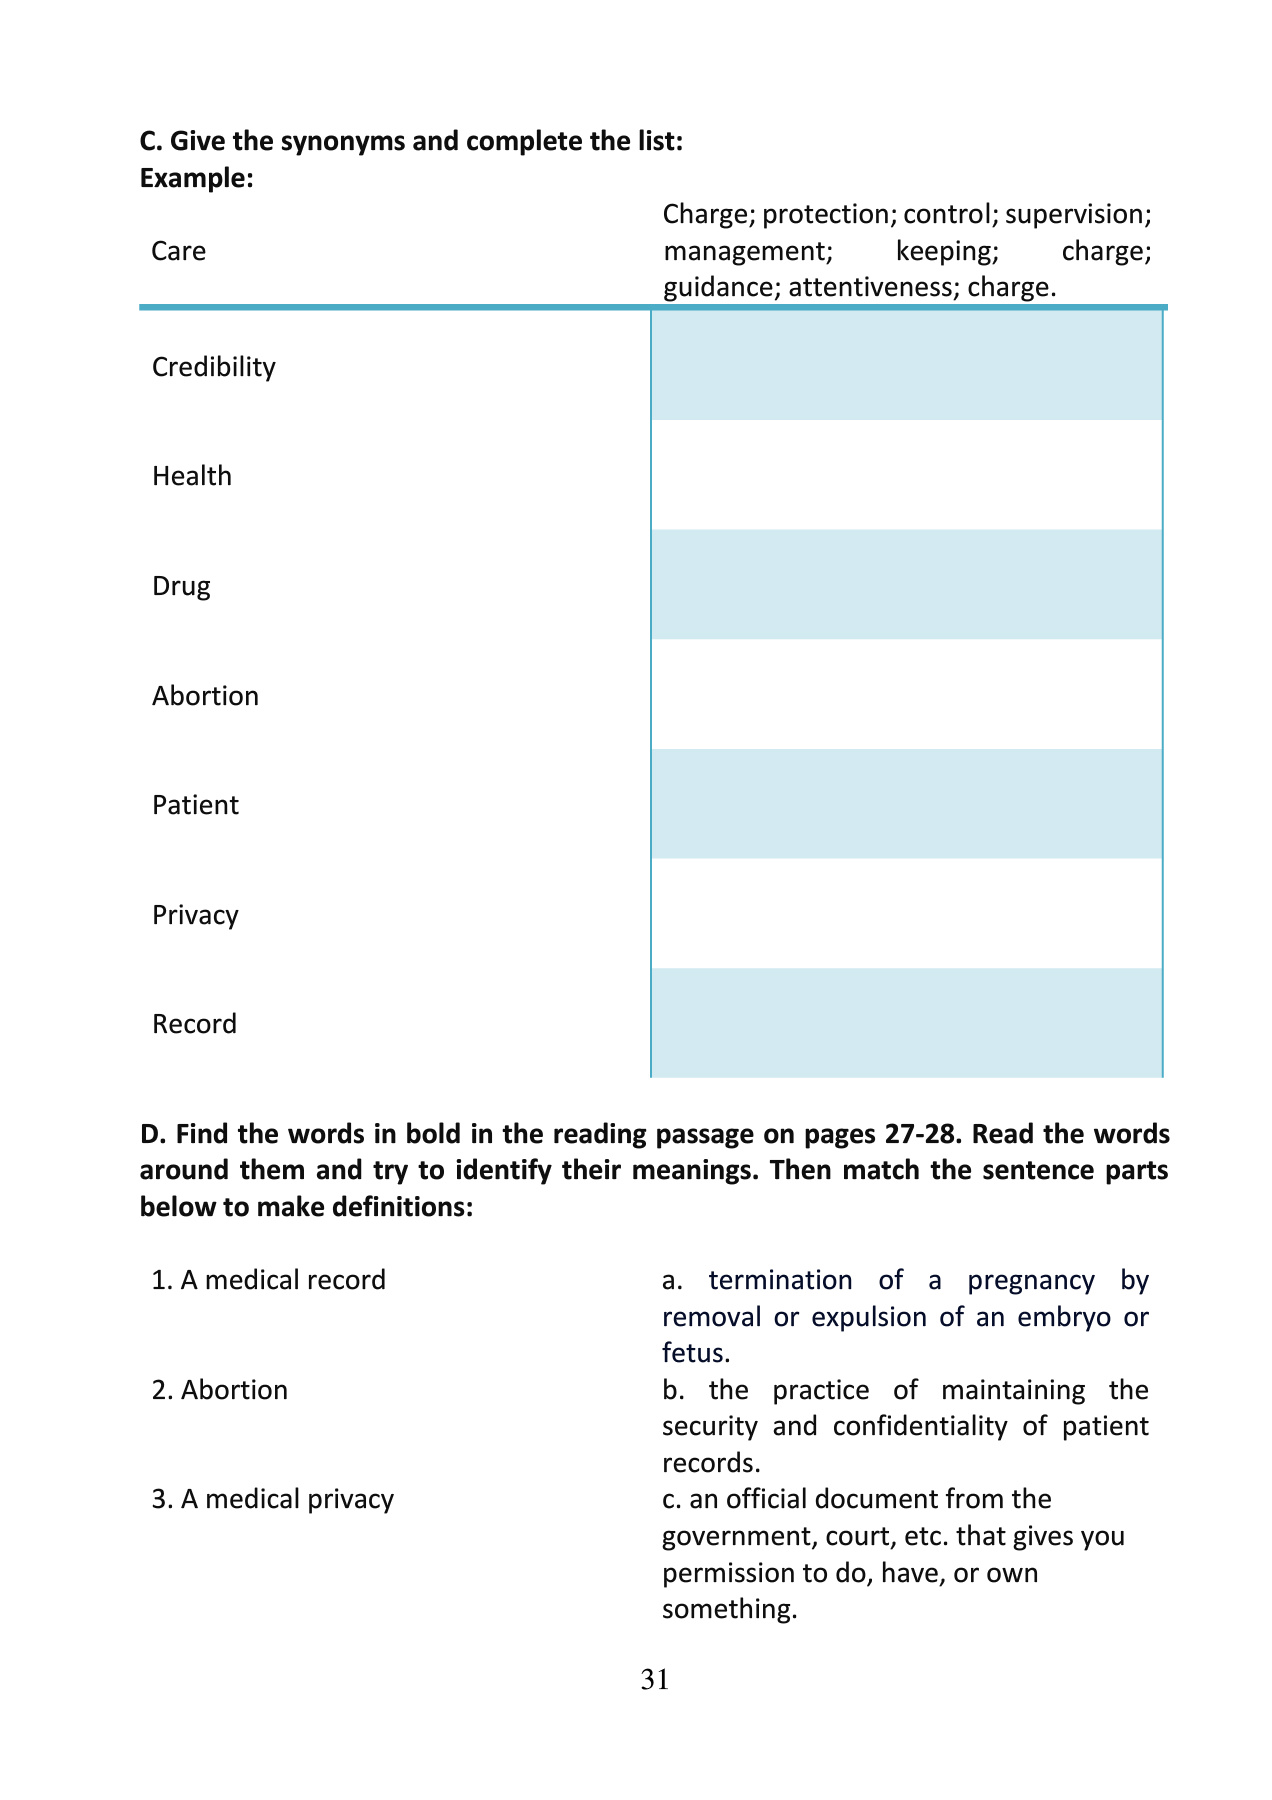 C. Give the synonyms and complete the list:
Example:
Care
Charge; protection; control; supervision;
management; keeping; charge;
guidance; attentiveness; charge.
Credibility
Health
Drug
Abortion
Patient
Privacy
Record
D. Find the words in bold in the reading passage on pages 27-28. Read the words
around them and try to identify their meanings. Then match the sentence parts
below to make definitions:
1. A medical record
a. termination of a pregnancy by
removal or expulsion of an embryo or
fetus.
2. Abortion
b. the practice of maintaining the
security and confidentiality of patient
records.
3. A medical privacy
c. an official document from the
government, court, etc. that gives you
permission to do, have, or own
something.
31